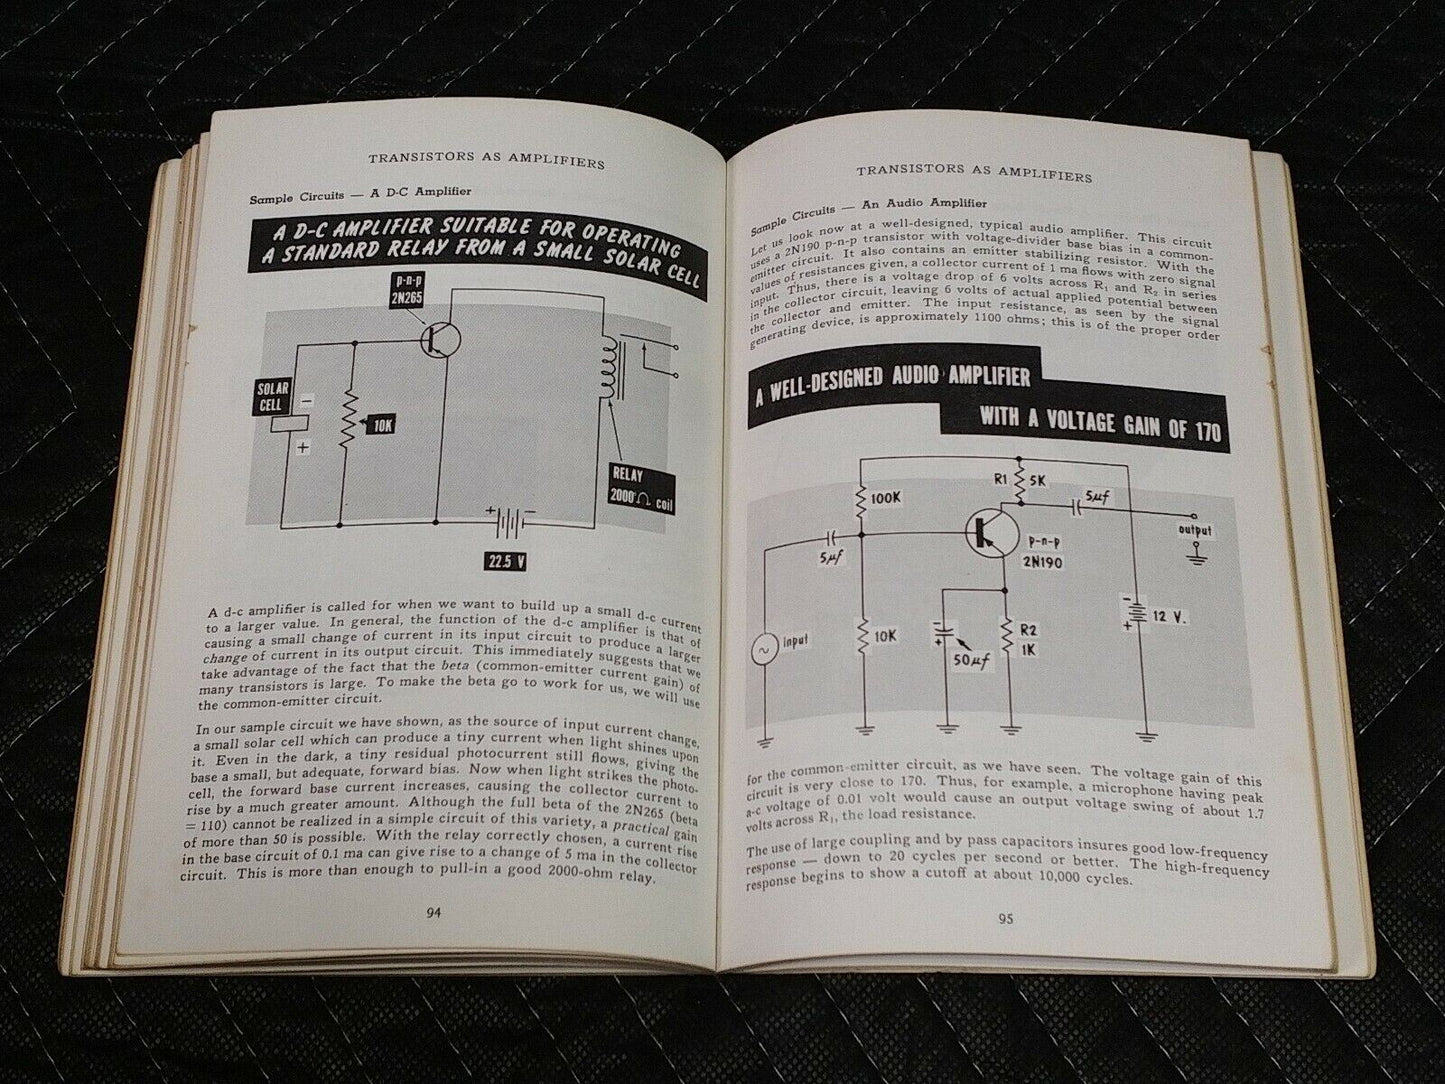 TRANSISTORS AS AMPLIFIERS
Sample Circuits — A D-C Amplifier
A D-C AMPLIFIER SUITABLE FOR OPERATING
A STANDARD RELAY FROM A SMALL SOLAR CELL
p-n-p
2N265
SOLAR
CELL
−
+
10K
RELAY
2000 Ω coil
+ −
22.5 V
A d-c amplifier is called for when we want to build up a small d-c current
to a larger value. In general, the function of the d-c amplifier is that of
causing a small change of current in its input circuit to produce a larger
change of current in its output circuit. This immediately suggests that we
take advantage of the fact that the beta (common-emitter current gain) of
many transistors is large. To make the beta go to work for us, we will use
the common-emitter circuit.
In our sample circuit we have shown, as the source of input current change,
a small solar cell which can produce a tiny current when light shines upon
it. Even in the dark, a tiny residual photocurrent still flows, giving the
base a small, but adequate, forward bias. Now when light strikes the photo-
cell, the forward base current increases, causing the collector current to
rise by a much greater amount. Although the full beta of the 2N265 (beta
= 110) cannot be realized in a simple circuit of this variety, a practical gain
of more than 50 is possible. With the relay correctly chosen, a current rise
in the base circuit of 0.1 ma can give rise to a change of 5 ma in the collector
circuit. This is more than enough to pull-in a good 2000-ohm relay.
94
TRANSISTORS AS AMPLIFIERS
Sample Circuits — An Audio Amplifier
Let us look now at a well-designed, typical audio amplifier. This circuit
uses a 2N190 p-n-p transistor with voltage-divider base bias in a common-
emitter circuit. It also contains an emitter stabilizing resistor. With the
values of resistances given, a collector current of 1 ma flows with zero signal
input. Thus, there is a voltage drop of 6 volts across R1 and R2 in series
in the collector circuit, leaving 6 volts of actual applied potential between
the collector and emitter. The input resistance, as seen by the signal
generating device, is approximately 1100 ohms; this is of the proper order
A WELL-DESIGNED AUDIO AMPLIFIER
WITH A VOLTAGE GAIN OF 170
100K
R1 5K
5µf
output
5µf
p-n-p
2N190
Input
~
10K
−
+
50µf
R2
1K
−
+
12 V.
for the common-emitter circuit, as we have seen. The voltage gain of this
circuit is very close to 170. Thus, for example, a microphone having peak
a-c voltage of 0.01 volt would cause an output voltage swing of about 1.7
volts across R1, the load resistance.
The use of large coupling and by pass capacitors insures good low-frequency
response — down to 20 cycles per second or better. The high-frequency
response begins to show a cutoff at about 10,000 cycles.
95